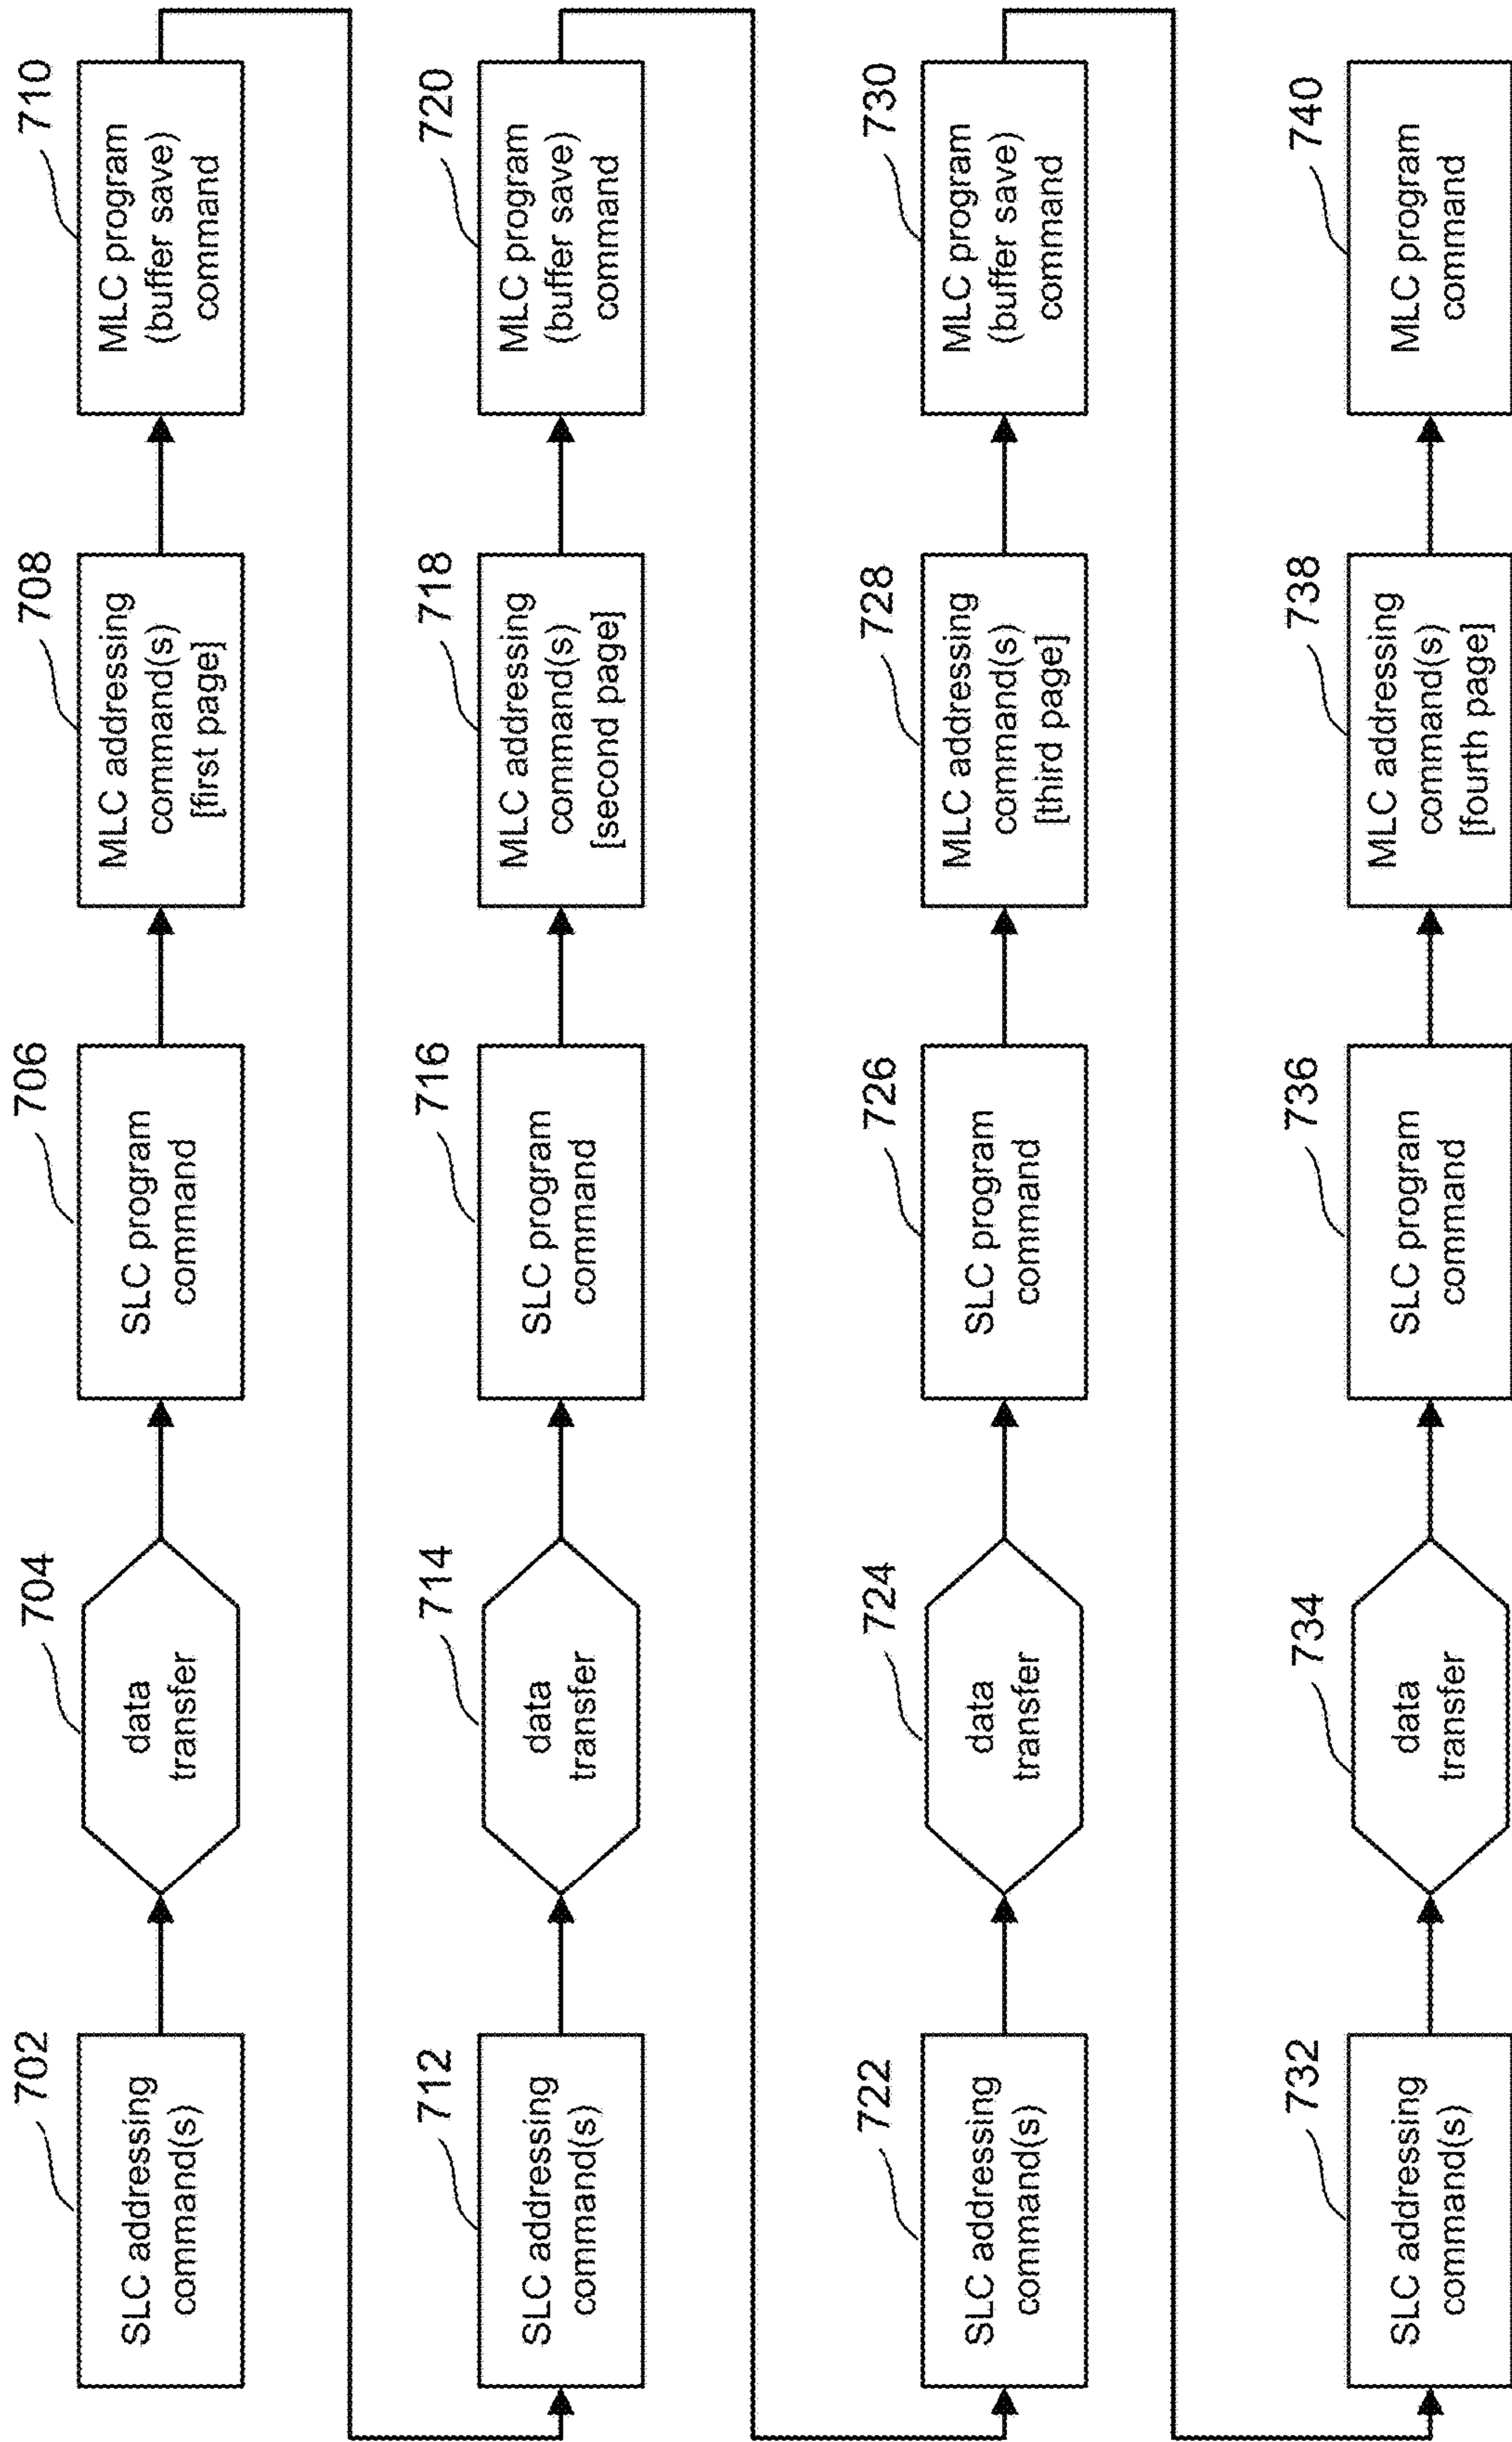 702
SLC addressing
command(s)
704
data
transfer
706
SLC program
command
708
MLC addressing
command(s)
[first page]
710
MLC program
(buffer save)
command
712
SLC addressing
command(s)
714
data
transfer
716
SLC program
command
718
MLC addressing
command(s)
[second page]
720
MLC program
(buffer save)
command
722
SLC addressing
command(s)
724
data
transfer
726
SLC program
command
728
MLC addressing
command(s)
[third page]
730
MLC program
(buffer save)
command
732
SLC addressing
command(s)
734
data
transfer
736
SLC program
command
738
MLC addressing
command(s)
[fourth page]
740
MLC program
command